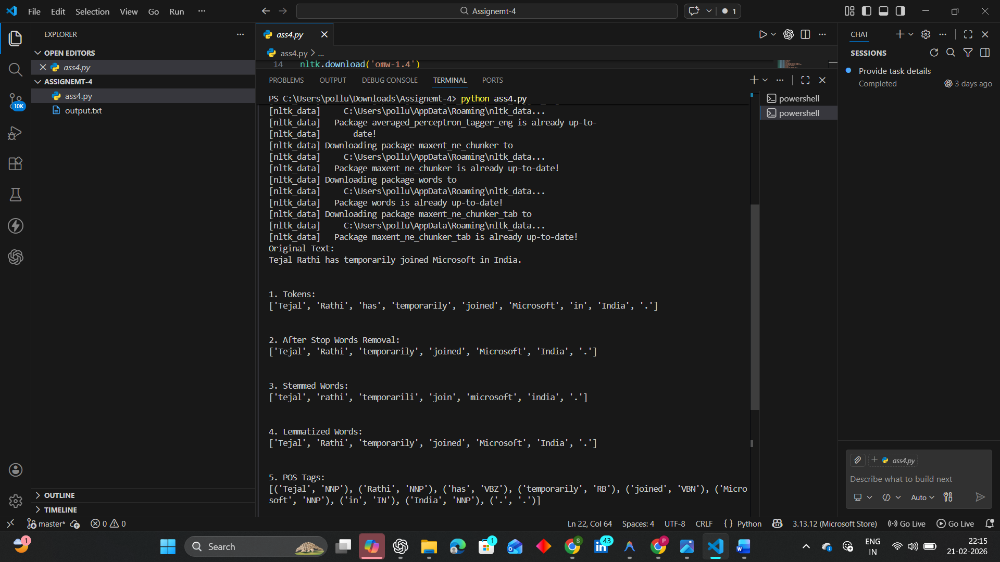 File Edit Selection View Go Run ···
Assignemt-4
1
EXPLORER
OPEN EDITORS
ass4.py
ASSIGNEMT-4
ass4.py
output.txt
10K
OUTLINE
TIMELINE
ass4.py
ass4.py > ...
14 nltk.download('omw-1.4')
PROBLEMS OUTPUT DEBUG CONSOLE TERMINAL PORTS
PS C:\Users\pollu\Downloads\Assignemt-4> python ass4.py
[nltk_data]     C:\Users\pollu\AppData\Roaming\nltk_data...
[nltk_data]   Package averaged_perceptron_tagger_eng is already up-to-
[nltk_data]       date!
[nltk_data] Downloading package maxent_ne_chunker to
[nltk_data]     C:\Users\pollu\AppData\Roaming\nltk_data...
[nltk_data]   Package maxent_ne_chunker is already up-to-date!
[nltk_data] Downloading package words to
[nltk_data]     C:\Users\pollu\AppData\Roaming\nltk_data...
[nltk_data]   Package words is already up-to-date!
[nltk_data] Downloading package maxent_ne_chunker_tab to
[nltk_data]     C:\Users\pollu\AppData\Roaming\nltk_data...
[nltk_data]   Package maxent_ne_chunker_tab is already up-to-date!
Original Text:
Tejal Rathi has temporarily joined Microsoft in India.
1. Tokens:
['Tejal', 'Rathi', 'has', 'temporarily', 'joined', 'Microsoft', 'in', 'India', '.']
2. After Stop Words Removal:
['Tejal', 'Rathi', 'temporarily', 'joined', 'Microsoft', 'India', '.']
3. Stemmed Words:
['tejal', 'rathi', 'temporarili', 'join', 'microsoft', 'india', '.']
4. Lemmatized Words:
['Tejal', 'Rathi', 'temporarily', 'joined', 'Microsoft', 'India', '.']
5. POS Tags:
[('Tejal', 'NNP'), ('Rathi', 'NNP'), ('has', 'VBZ'), ('temporarily', 'RB'), ('joined', 'VBN'), ('Micro
soft', 'NNP'), ('in', 'IN'), ('India', 'NNP'), ('.', '.')]
powershell
powershell
CHAT
SESSIONS
Provide task details
Completed 3 days ago
ass4.py
Describe what to build next
Auto
master* 0 0 Ln 22, Col 64 Spaces: 4 UTF-8 CRLF { } Python 3.13.12 (Microsoft Store) Go Live Go Live
1 Search 1 43 ENG 22:15
IN 21-02-2026